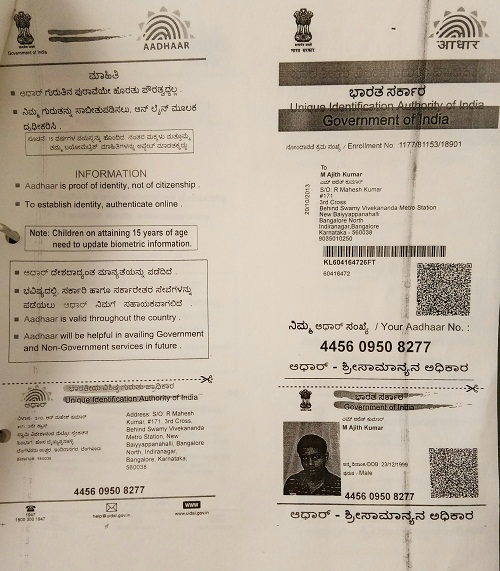 Government of India
AADHAAR
ಮಾಹಿತಿ
ಆಧಾರ್ ಗುರುತಿನ ಪುರಾವೆಯೇ ಹೊರತು ಪೌರತ್ವದ್ದಲ್ಲ .
ನಿಮ್ಮ ಗುರುತನ್ನು ಸಾಬೀತುಪಡಿಸಲು, ಆನ್ ಲೈನ್ ಮೂಲಕ
ದೃಢೀಕರಿಸಿ .
INFORMATION
Aadhaar is proof of identity, not of citizenship .
To establish identity, authenticate online .
Note: Children on attaining 15 years of age
need to update biometric information.
ಆಧಾರ್ ದೇಶದಾದ್ಯಂತ ಮಾನ್ಯತೆಯನ್ನು ಪಡೆದಿದೆ .
ಭವಿಷ್ಯದಲ್ಲಿ, ಸರ್ಕಾರಿ ಹಾಗೂ ಸರ್ಕಾರೇತರ ಸೇವೆಗಳನ್ನು
ಪಡೆಯಲು ಆಧಾರ್ ನಿಮಗೆ ಸಹಾಯಕವಾಗಲಿದೆ .
Aadhaar is valid throughout the country .
Aadhaar will be helpful in availing Government
and Non-Government services in future .
Unique Identification Authority of India
Address: S/O: R Mahesh
Kumar, #171, 3rd Cross,
Behind Swamy Vivekananda
Metro Station, New
Baiyyappanahalli, Bangalore
North, Indiranagar,
Bangalore, Karnataka,
560038
4456 0950 8277
1947
1800 300 1947
help@uidai.gov.in
WWW
www.uidai.gov.in
भारत सरकार
आधार
ಭಾರತ ಸರ್ಕಾರ
Unique Identification Authority of India
Government of India
ನೋಂದಾವಣೆ ಕ್ರಮ ಸಂಖ್ಯೆ / Enrollment No. :1177/81153/18901
20/10/2013
To
M Ajith Kumar
ಎಮ್ ಅಜಿತ್ ಕುಮಾರ್
S/O: R Mahesh Kumar
#171
3rd Cross
Behind Swamy Vivekananda Metro Station
New Baiyyappanahalli
Bangalore North
Indiranagar,Bangalore
Karnataka - 560038
9035010250
KL604164726FT
60416472
ನಿಮ್ಮ ಆಧಾರ್ ಸಂಖ್ಯೆ / Your Aadhaar No. :
4456 0950 8277
ಆಧಾರ್ - ಶ್ರೀಸಾಮಾನ್ಯನ ಅಧಿಕಾರ
ಭಾರತ ಸರ್ಕಾರ
Government of India
M Ajith Kumar
DOB: 23/12/1999
/ Male
4456 0950 8277
ಆಧಾರ್ - ಶ್ರೀಸಾಮಾನ್ಯನ ಅಧಿಕಾರ